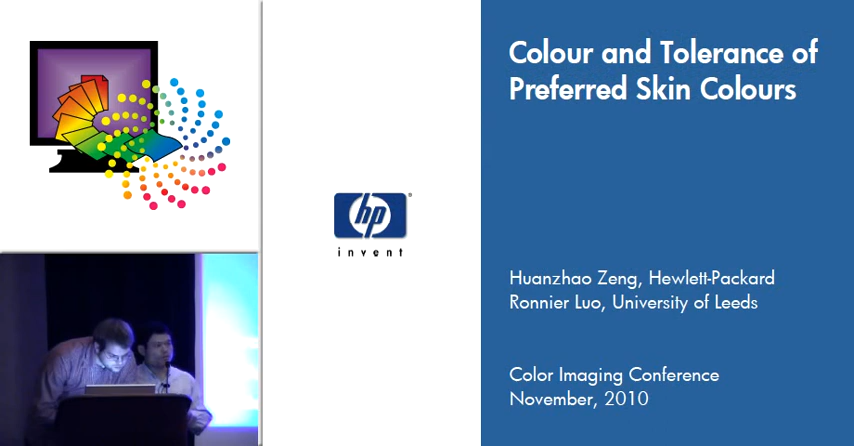 hp
®
invent
Colour and Tolerance of
Preferred Skin Colours
Huanzhao Zeng, Hewlett-Packard
Ronnier Luo, University of Leeds
Color Imaging Conference
November, 2010